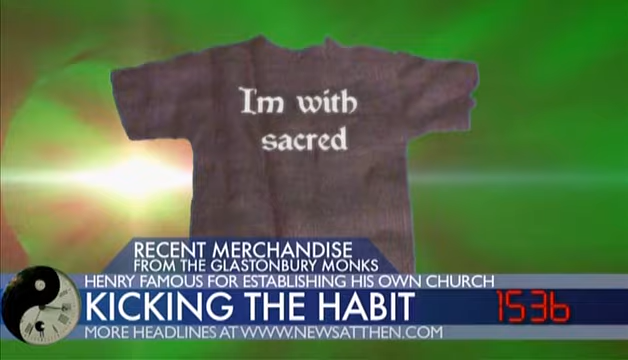 I'm with
sacred
RECENT MERCHANDISE
FROM THE GLASTONBURY MONKS
HENRY FAMOUS FOR ESTABLISHING HIS OWN CHURCH
KICKING THE HABIT
1536
MORE HEADLINES AT WWW.NEWSATTHEN.COM